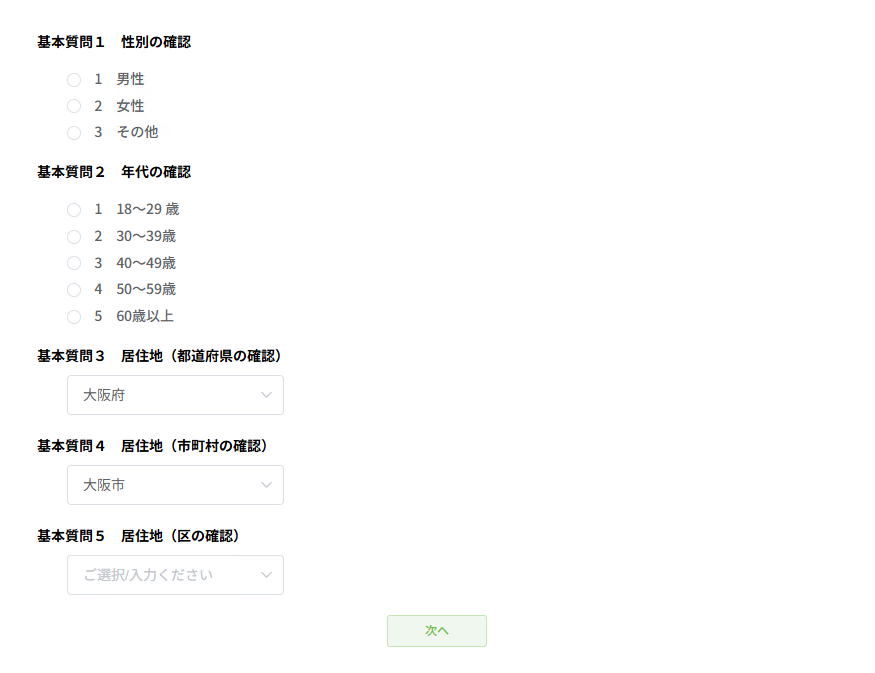 基本質問１　性別の確認
1　男性
2　女性
3　その他
基本質問２　年代の確認
1　18～29 歳
2　30～39歳
3　40～49歳
4　50～59歳
5　60歳以上
基本質問３　居住地（都道府県の確認）
大阪府
基本質問４　居住地（市町村の確認）
大阪市
基本質問５　居住地（区の確認）
ご選択/入力ください
次へ